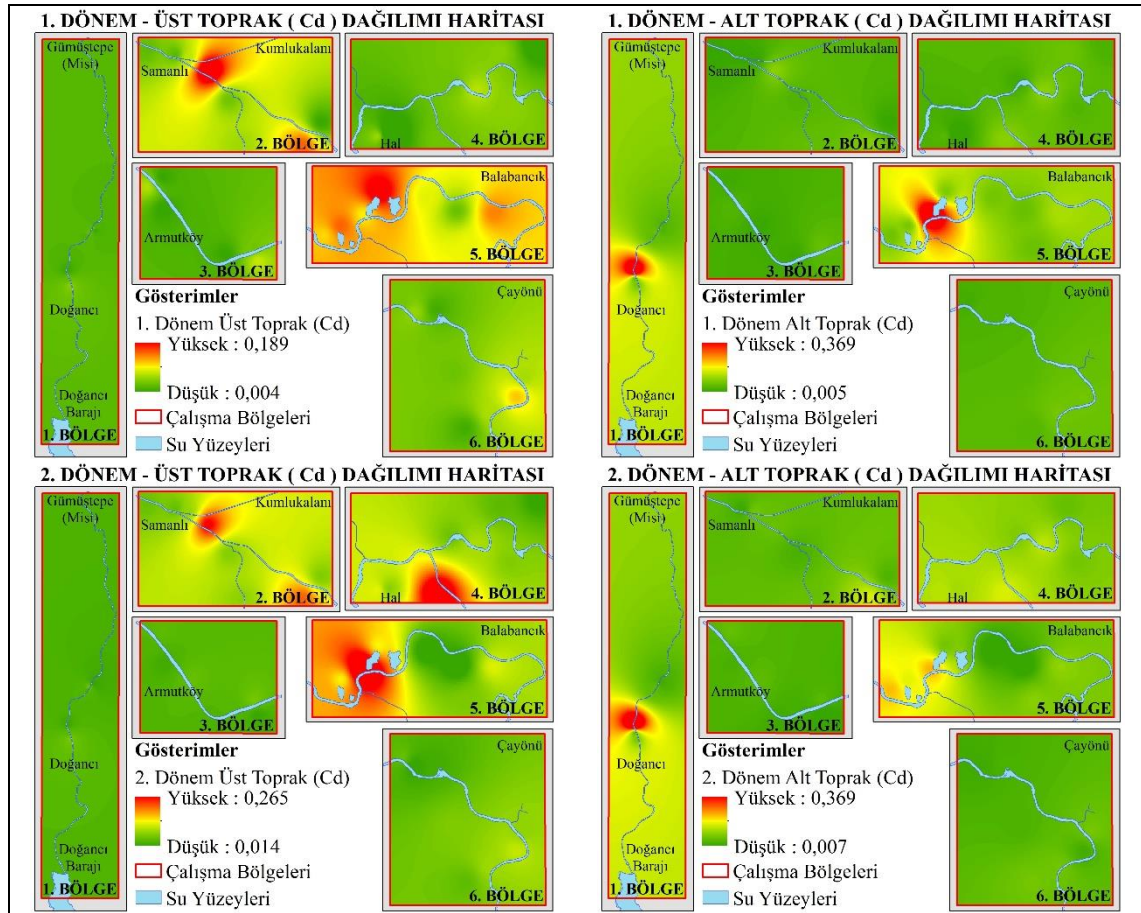 1. DÖNEM - ÜST TOPRAK ( Cd ) DAĞILIMI HARİTASI
Gümüştepe
(Misi)
Doğancı
Doğancı
Barajı
1. BÖLGE
Kumlukalanı
Samanlı
2. BÖLGE
Hal
4. BÖLGE
Armutköy
3. BÖLGE
Balabancık
5. BÖLGE
Çayönü
6. BÖLGE
Gösterimler
1. Dönem Üst Toprak (Cd)
Yüksek : 0,189
Düşük : 0,004
Çalışma Bölgeleri
Su Yüzeyleri
1. DÖNEM - ALT TOPRAK ( Cd ) DAĞILIMI HARİTASI
Gümüştepe
(Misi)
Doğancı
Doğancı
Barajı
1. BÖLGE
Kumlukalanı
Samanlı
2. BÖLGE
Hal
4. BÖLGE
Armutköy
3. BÖLGE
Balabancık
5. BÖLGE
Çayönü
6. BÖLGE
Gösterimler
1. Dönem Alt Toprak (Cd)
Yüksek : 0,369
Düşük : 0,005
Çalışma Bölgeleri
Su Yüzeyleri
2. DÖNEM - ÜST TOPRAK ( Cd ) DAĞILIMI HARİTASI
Gümüştepe
(Misi)
Doğancı
Doğancı
Barajı
1. BÖLGE
Kumlukalanı
Samanlı
2. BÖLGE
Hal
4. BÖLGE
Armutköy
3. BÖLGE
Balabancık
5. BÖLGE
Çayönü
6. BÖLGE
Gösterimler
2. Dönem Üst Toprak (Cd)
Yüksek : 0,265
Düşük : 0,014
Çalışma Bölgeleri
Su Yüzeyleri
2. DÖNEM - ALT TOPRAK ( Cd ) DAĞILIMI HARİTASI
Gümüştepe
(Misi)
Doğancı
Doğancı
Barajı
1. BÖLGE
Kumlukalanı
Samanlı
2. BÖLGE
Hal
4. BÖLGE
Armutköy
3. BÖLGE
Balabancık
5. BÖLGE
Çayönü
6. BÖLGE
Gösterimler
2. Dönem Alt Toprak (Cd)
Yüksek : 0,369
Düşük : 0,007
Çalışma Bölgeleri
Su Yüzeyleri